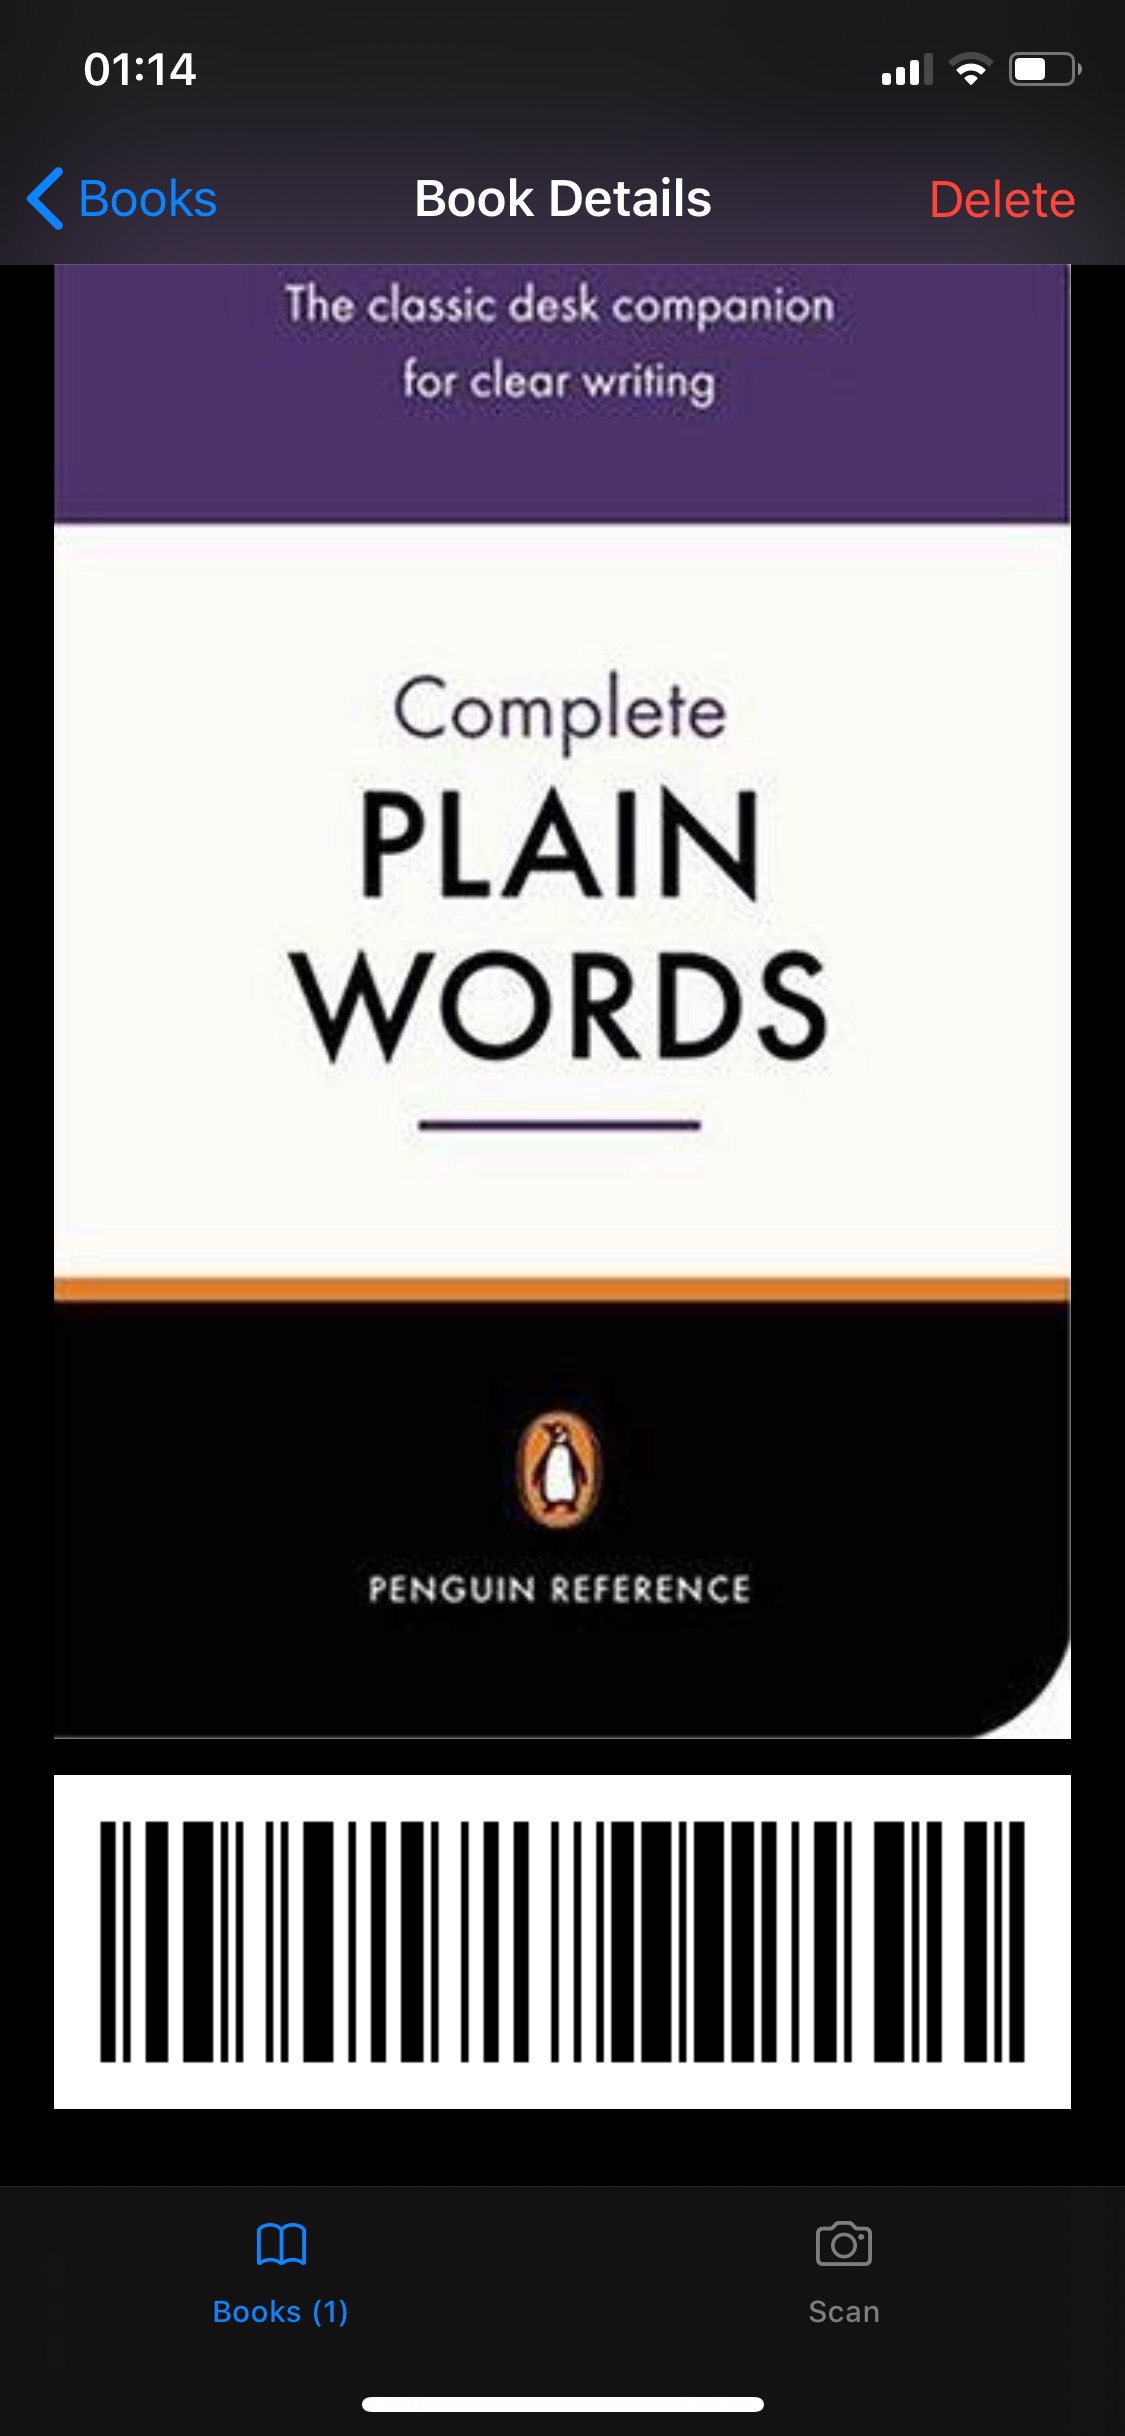 01:14
Books
Book Details
Delete
The classic desk companion
for clear writing
Complete
PLAIN
WORDS
PENGUIN REFERENCE
Books (1)
Scan